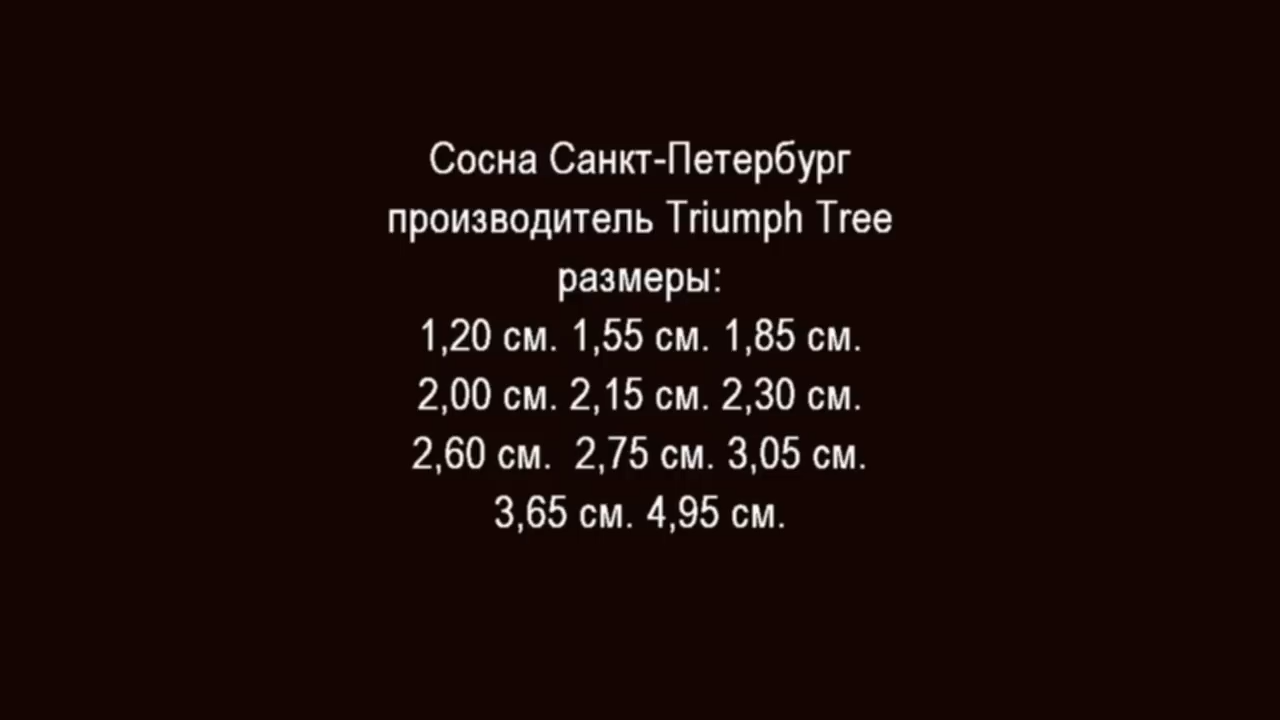 Сосна Санкт-Петербург
производитель Triumph Tree
размеры:
1,20 см. 1,55 см. 1,85 см.
2,00 см. 2,15 см. 2,30 см.
2,60 см.  2,75 см. 3,05 см.
3,65 см. 4,95 см.